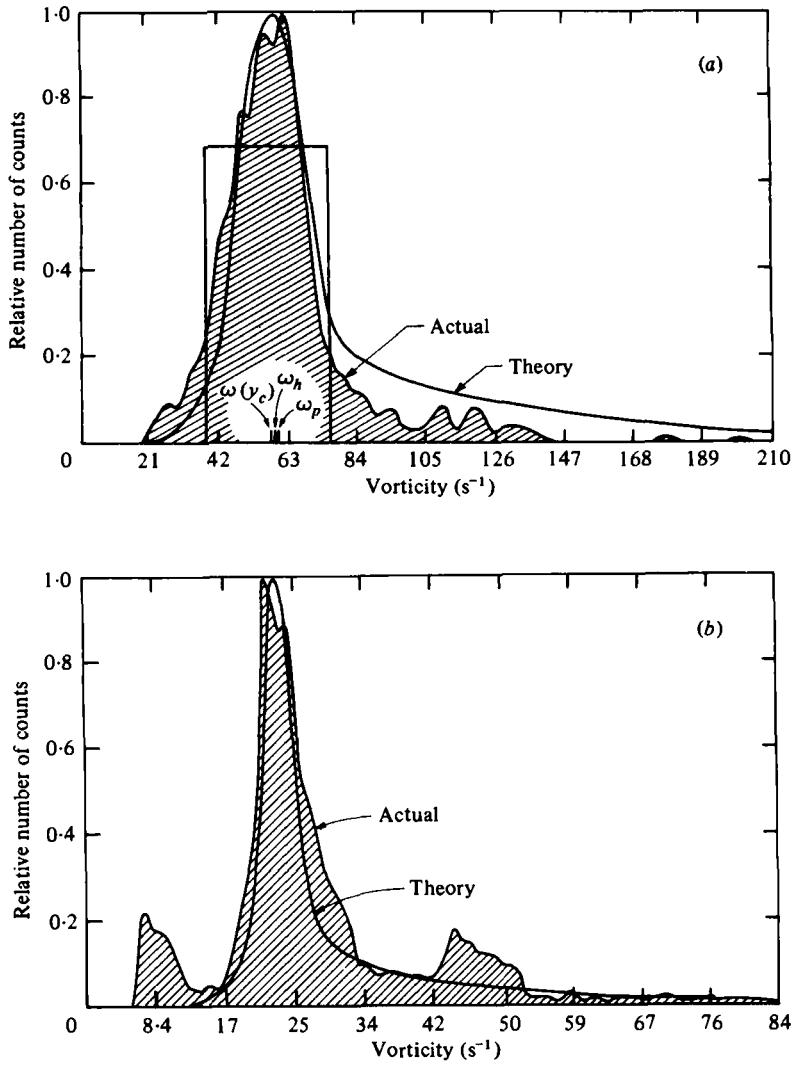 1·0
(a)
0·8
0·6
0·4
0·2
Relative number of counts
Actual
Theory
ω(y_c) ω_h ω_p
0 21 42 63 84 105 126 147 168 189 210
Vorticity (s⁻¹)
1·0
(b)
0·8
0·6
0·4
0·2
Relative number of counts
Actual
Theory
0 8·4 17 25 34 42 50 59 67 76 84
Vorticity (s⁻¹)